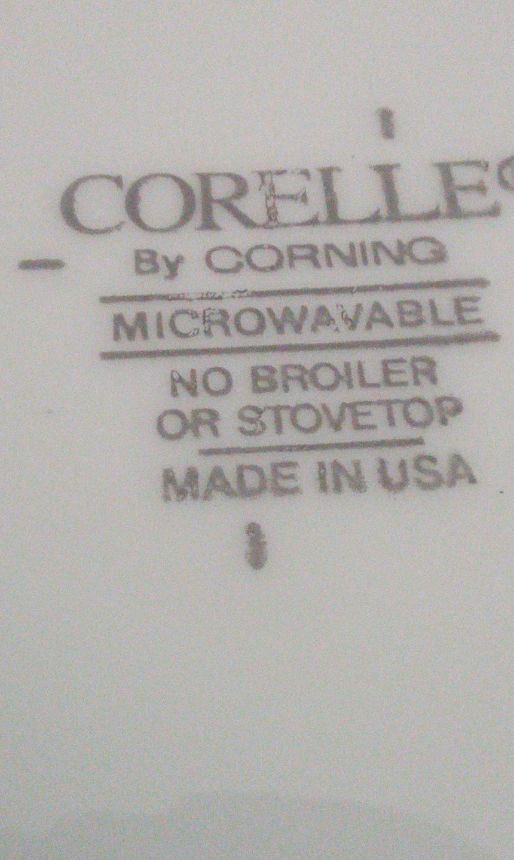 CORELLE®
By CORNING
MICROWAVABLE
NO BROILER
OR STOVETOP
MADE IN USA